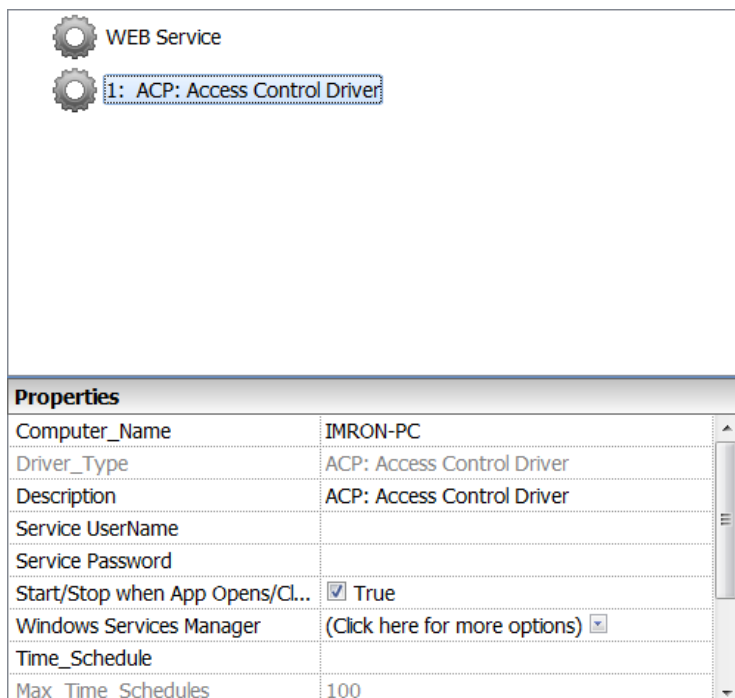 WEB Service
1: ACP: Access Control Driver
Properties
Computer_Name IMRON-PC
Driver_Type ACP: Access Control Driver
Description ACP: Access Control Driver
Service UserName
Service Password
Start/Stop when App Opens/Cl... True
Windows Services Manager (Click here for more options)
Time_Schedule
Max_Time_Schedules 100